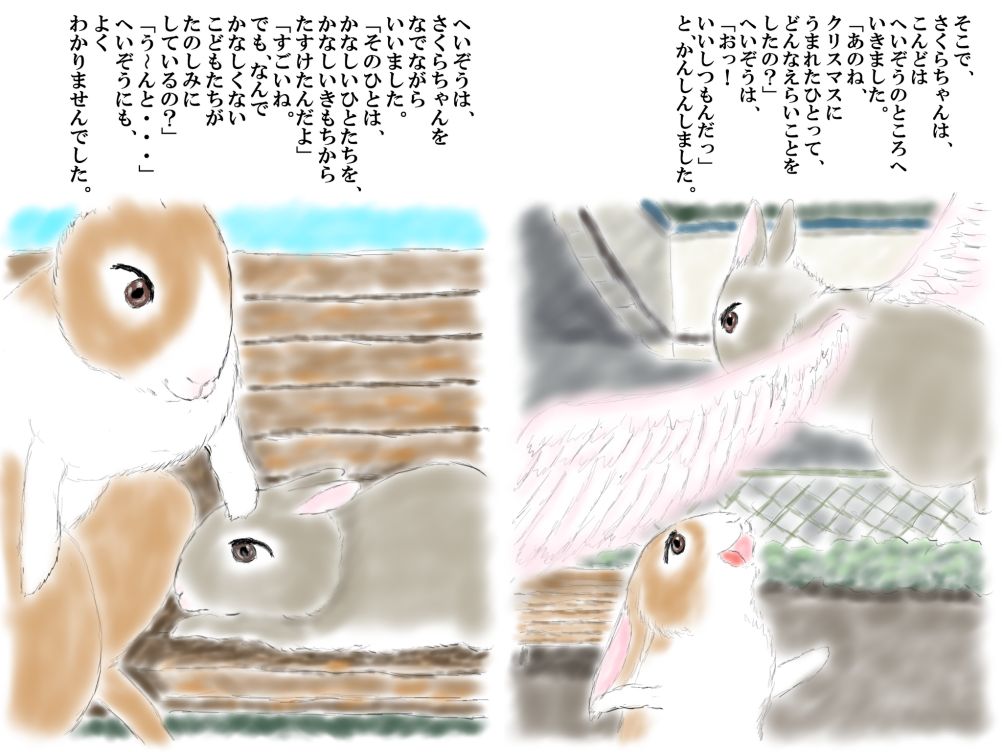 そこで、
さくらちゃんは、
こんどは
へいぞうのところへ
いきました。
「あのね、
クリスマスに
うまれたひとって、
どんなえらいことを
したの？」
「おっ！
へいぞうは、
いいしつもんだっ」
と、かんしんしました。
へいぞうは、
さくらちゃんを
なでながら
いいました。
「そのひとは、
かなしいひとたちを、
かなしいきもちから
たすけたんだよ」
「すごいね。
でも、なんで
かなしくない
こどもたちが
たのしみに
しているの？」
「う～んと・・・」
へいぞうにも、
よく
わかりませんでした。